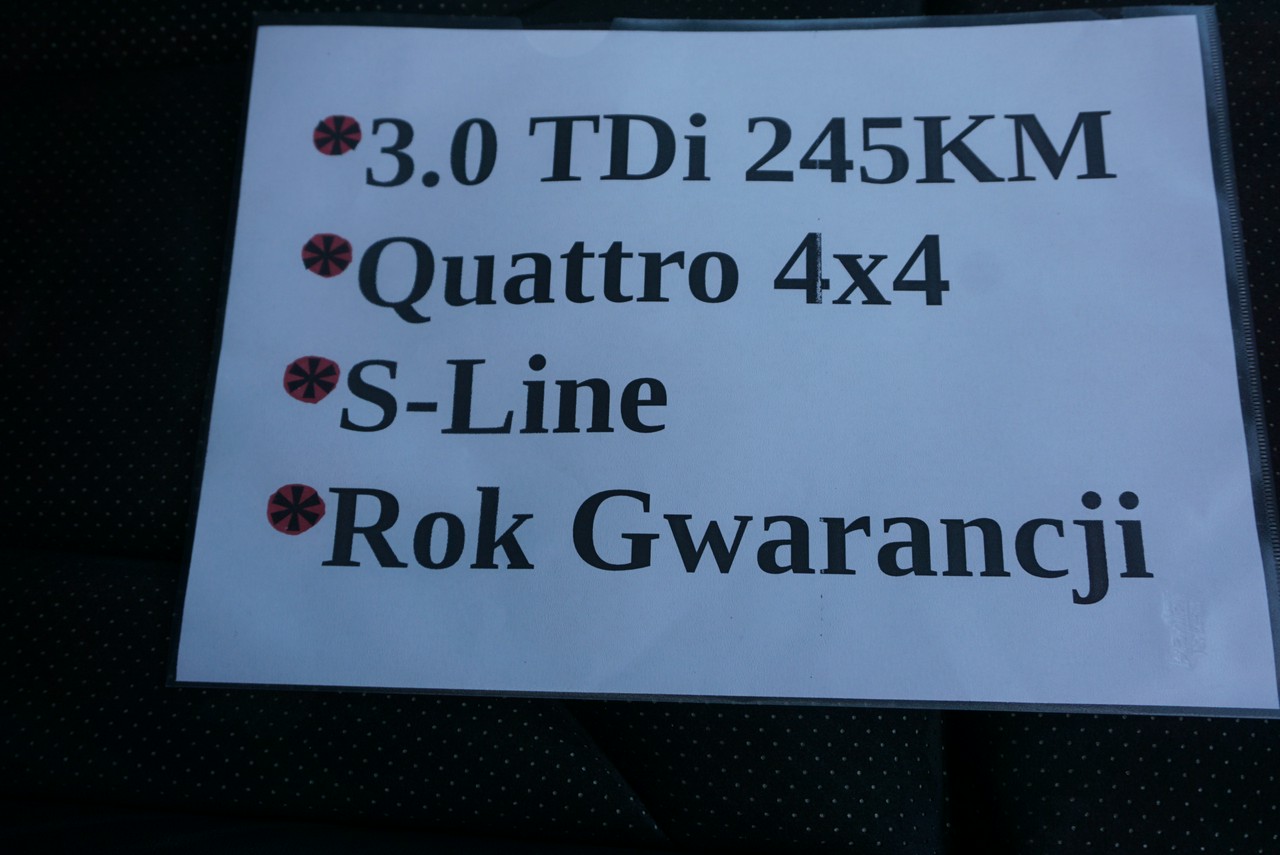 *3.0 TDi 245KM
*Quattro 4x4
*S-Line
*Rok Gwarancji